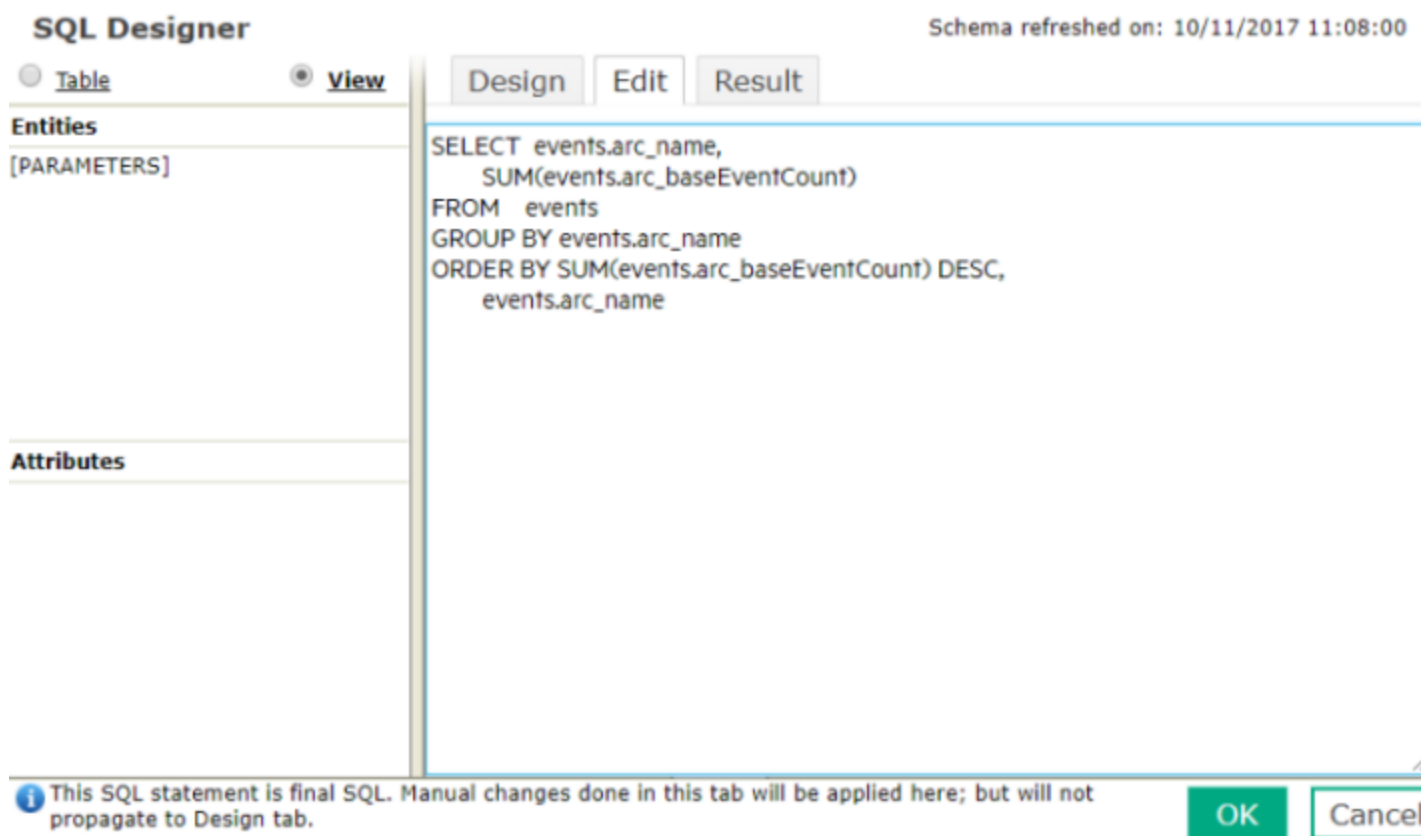 SQL Designer
Schema refreshed on: 10/11/2017 11:08:00
Table
View
Design
Edit
Result
Entities
[PARAMETERS]
SELECT events.arc_name,
SUM(events.arc_baseEventCount)
FROM events
GROUP BY events.arc_name
ORDER BY SUM(events.arc_baseEventCount) DESC,
events.arc_name
Attributes
This SQL statement is final SQL. Manual changes done in this tab will be applied here; but will not
propagate to Design tab.
OK
Cancel